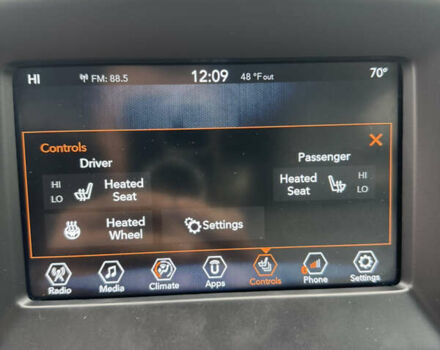 HI FM: 88.5 12:09 48 °F out 70°
Controls
Driver
Passenger
HI
LO
Heated
Seat
Heated
Seat
HI
LO
Heated
Wheel
Settings
Radio Media Climate Apps Controls Phone Settings